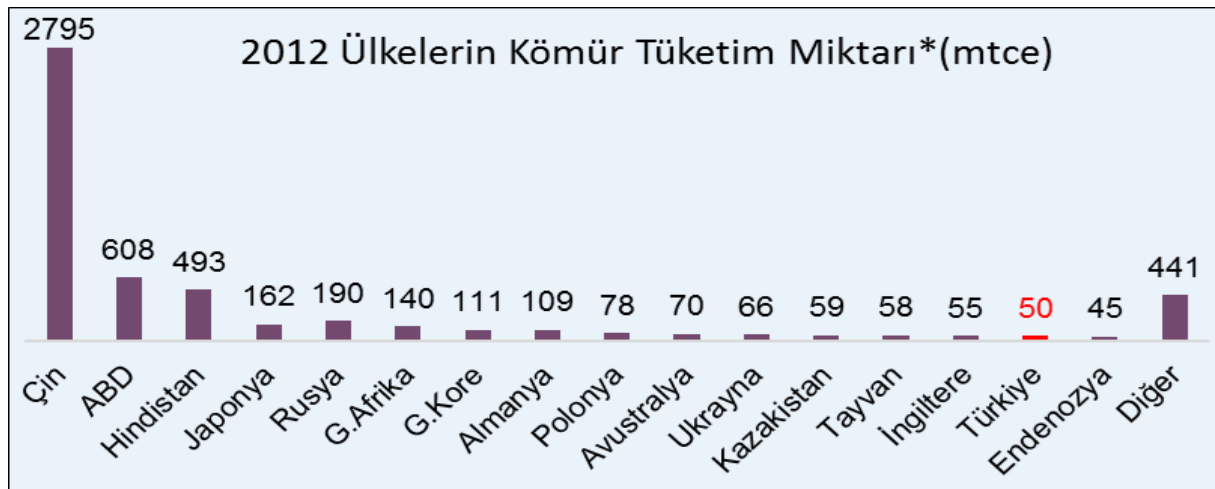 2795
2012 Ülkelerin Kömür Tüketim Miktarı*(mtce)
608
493
162
190
140
111
109
78
70
66
59
58
55
50
45
441
Çin
ABD
Hindistan
Japonya
Rusya
G.Afrika
G.Kore
Almanya
Polonya
Avustralya
Ukrayna
Kazakistan
Tayvan
İngiltere
Türkiye
Endenozya
Diğer